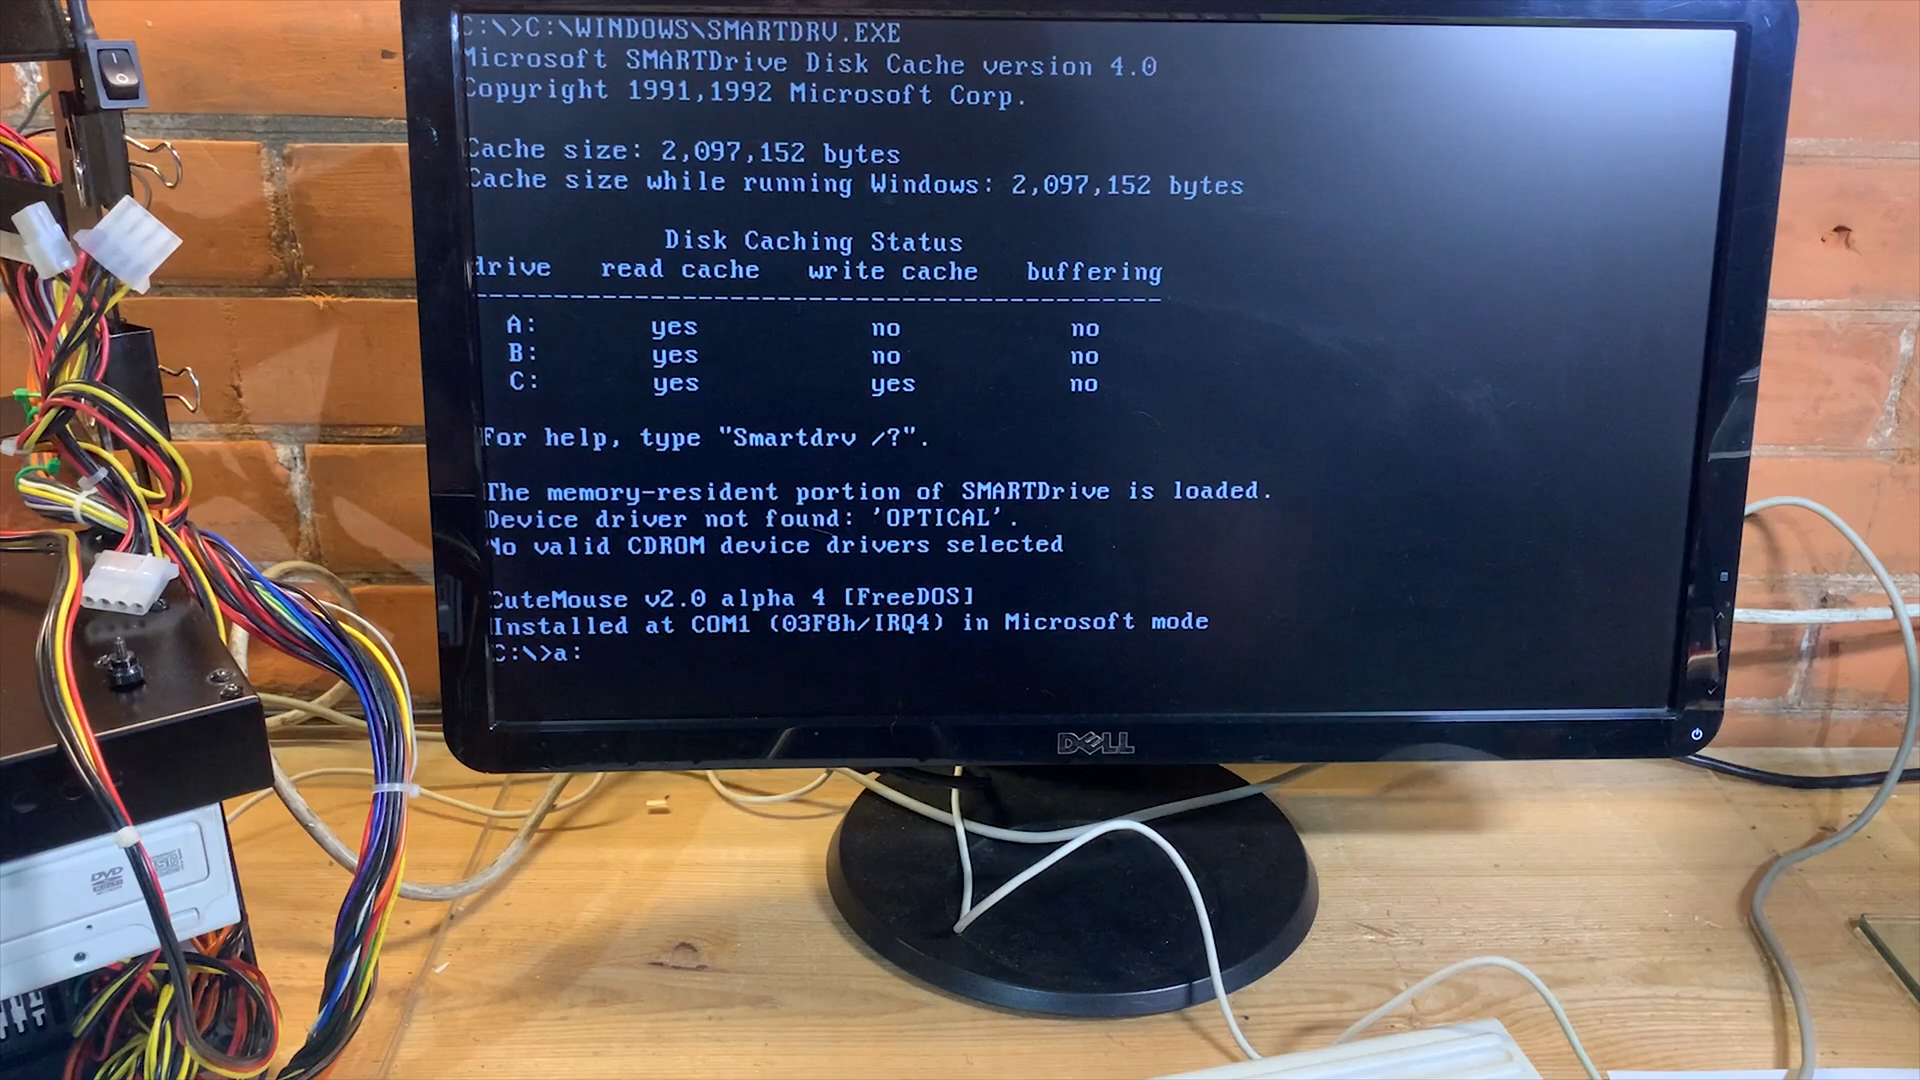 C:\>C:\WINDOWS\SMARTDRV.EXE
Microsoft SMARTDrive Disk Cache version 4.0
Copyright 1991,1992 Microsoft Corp.
Cache size: 2,097,152 bytes
Cache size while running Windows: 2,097,152 bytes
Disk Caching Status
drive read cache write cache buffering
-------------------------------------------
A: yes no no
B: yes no no
C: yes yes no
For help, type "Smartdrv /?".
The memory-resident portion of SMARTDrive is loaded.
Device driver not found: 'OPTICAL'.
No valid CDROM device drivers selected
CuteMouse v2.0 alpha 4 [FreeDOS]
Installed at COM1 (03F8h/IRQ4) in Microsoft mode
C:\>a:
DELL
DVD